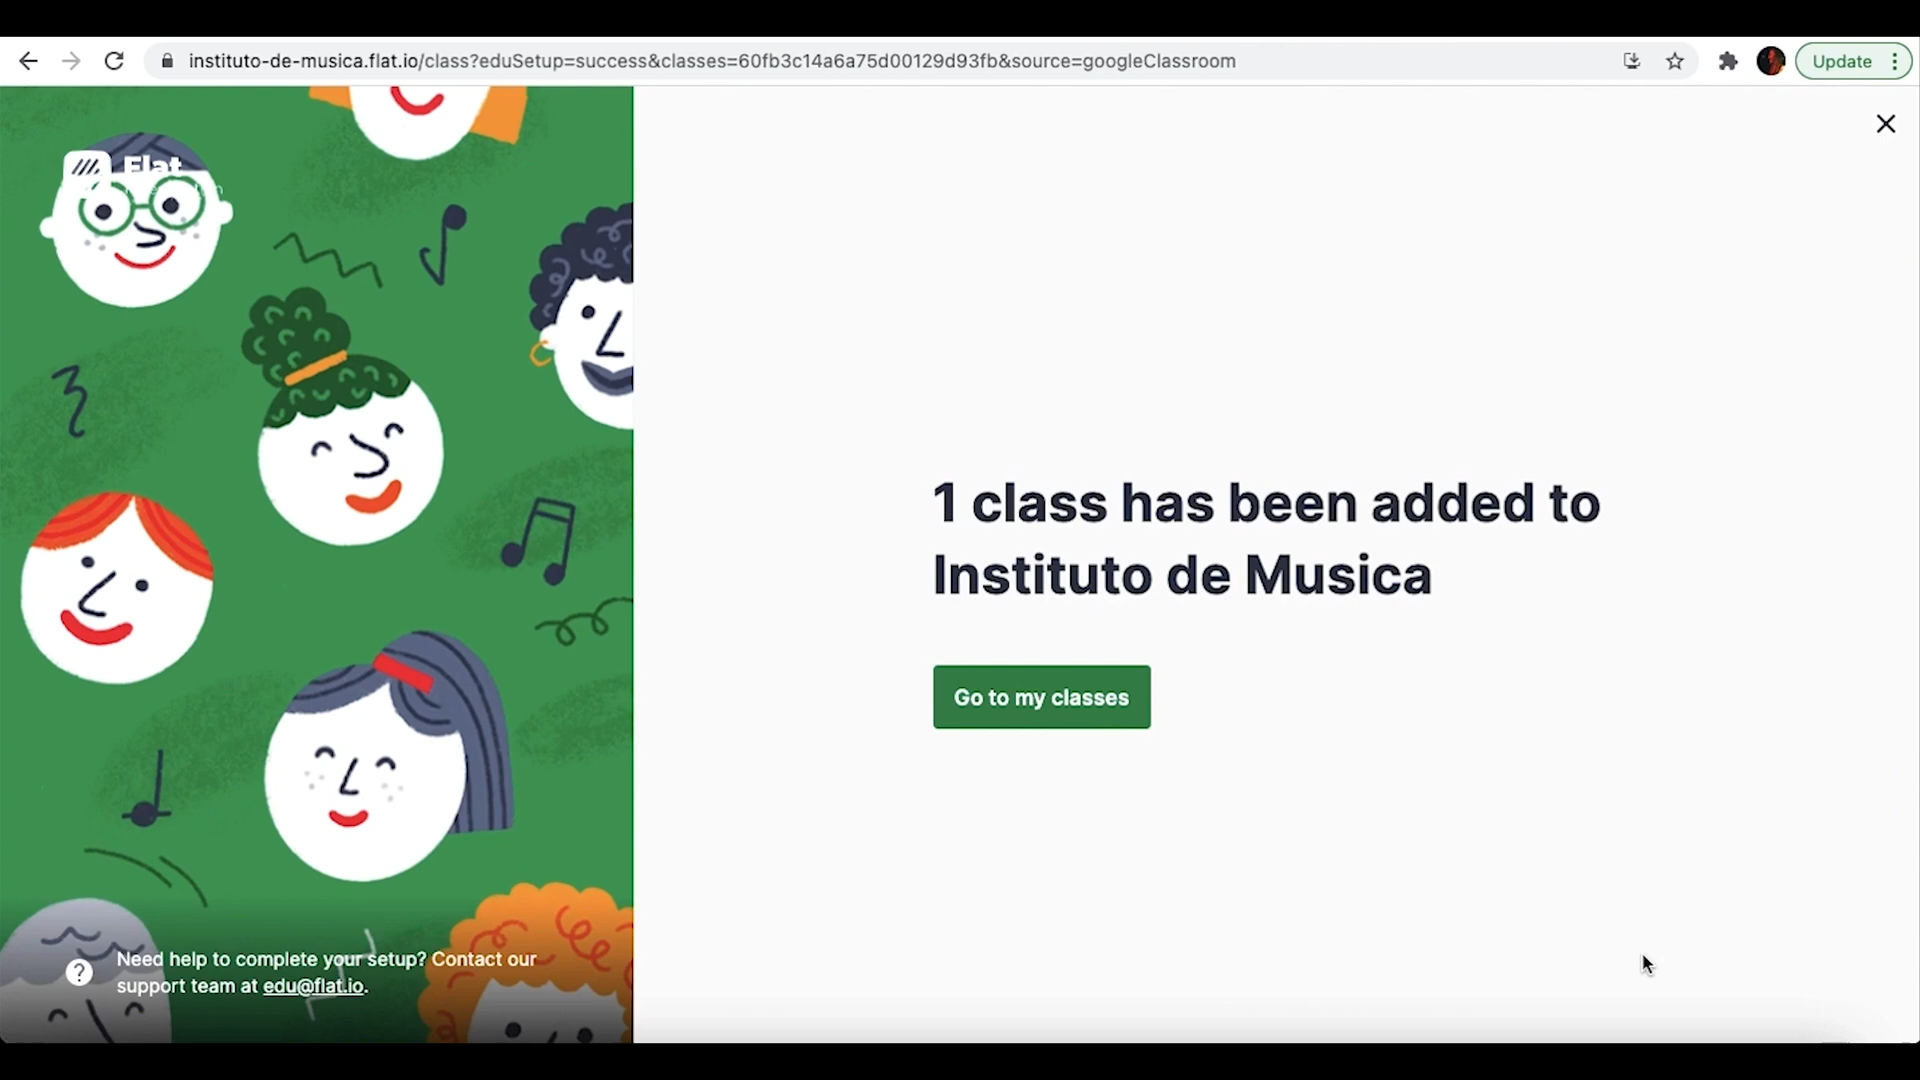 instituto-de-musica.flat.io/class?eduSetup=success&classes=60fb3c14a6a75d00129d93fb&source=googleClassroom
Update
Flat
1 class has been added to
Instituto de Musica
Go to my classes
Need help to complete your setup? Contact our
support team at edu@flat.io.